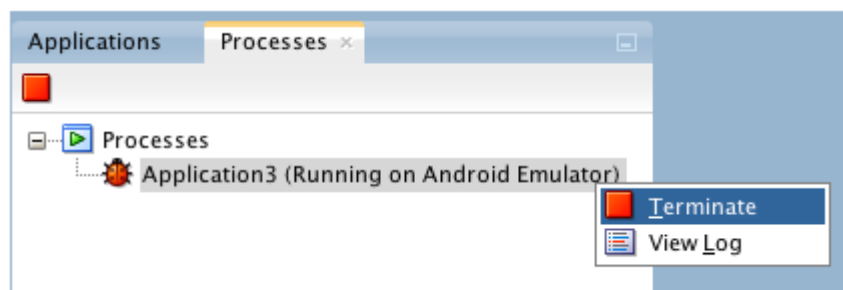 Applications Processes
Processes
Application3 (Running on Android Emulator)
Terminate
View Log